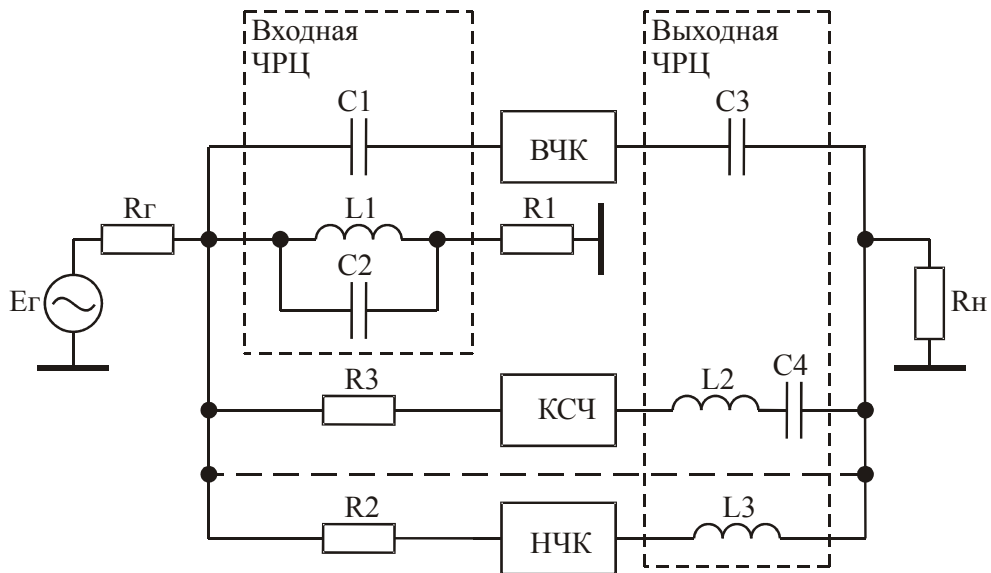 Входная
ЧРЦ
Выходная
ЧРЦ
C1
ВЧК
C3
Rг
L1
R1
C2
Eг
Rн
R3
КСЧ
L2
C4
R2
НЧК
L3